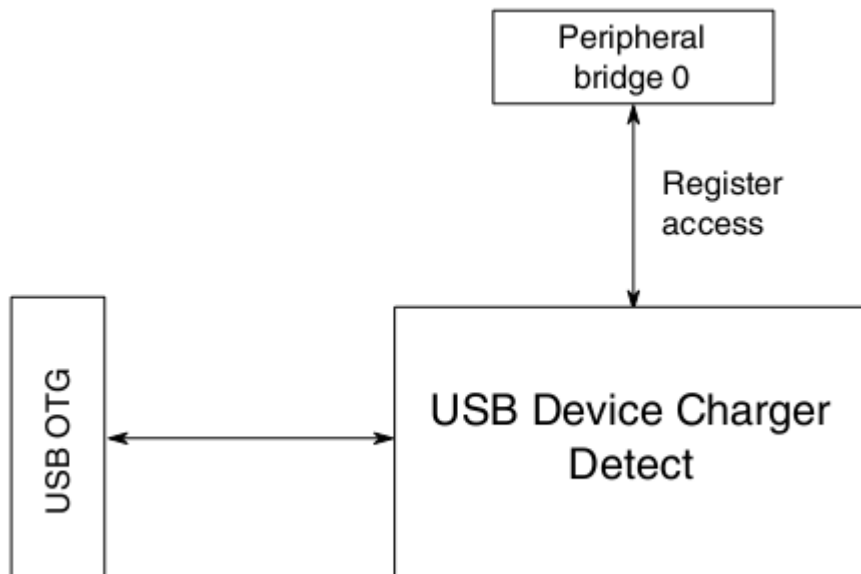 Peripheral
bridge 0
Register
access
USB OTG
USB Device Charger
Detect